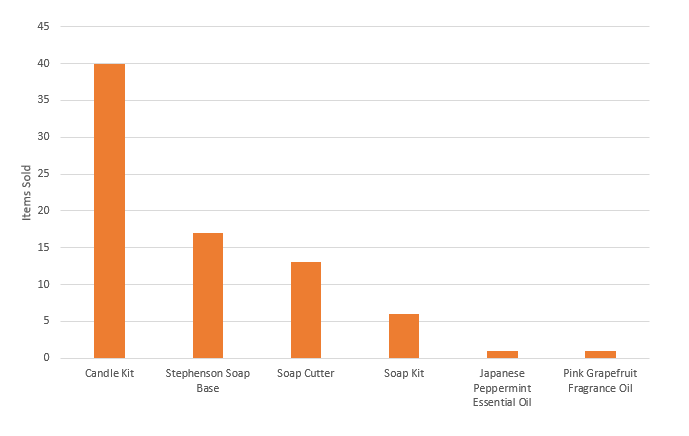 45
40
35
30
25
20
15
10
5
0
Items Sold
Candle Kit
Stephenson Soap
Base
Soap Cutter
Soap Kit
Japanese
Peppermint
Essential Oil
Pink Grapefruit
Fragrance Oil